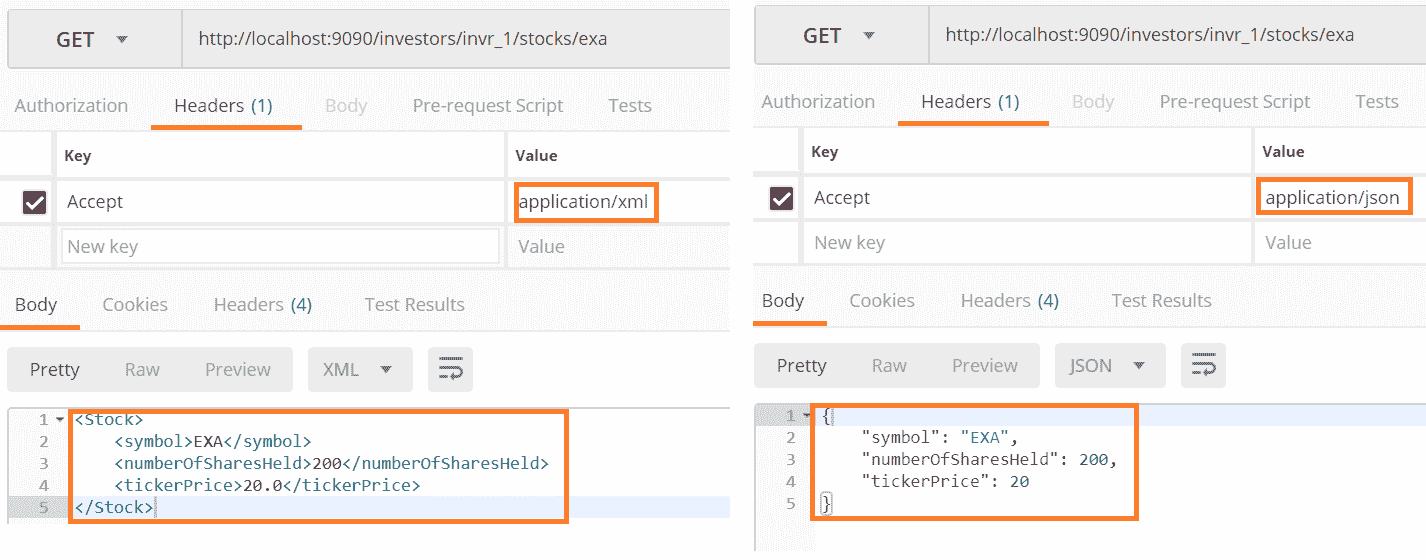 GET http://localhost:9090/investors/invr_1/stocks/exa
Authorization Headers (1) Body Pre-request Script Tests
Key Value
Accept application/xml
New key Value
Body Cookies Headers (4) Test Results
Pretty Raw Preview XML
1 <Stock>
2 <symbol>EXA</symbol>
3 <numberOfSharesHeld>200</numberOfSharesHeld>
4 <tickerPrice>20.0</tickerPrice>
5 </Stock>
GET http://localhost:9090/investors/invr_1/stocks/exa
Authorization Headers (1) Body Pre-request Script Tests
Key Value
Accept application/json
New key Value
Body Cookies Headers (4) Test Results
Pretty Raw Preview JSON
1 {
2 "symbol": "EXA",
3 "numberOfSharesHeld": 200,
4 "tickerPrice": 20
5 }